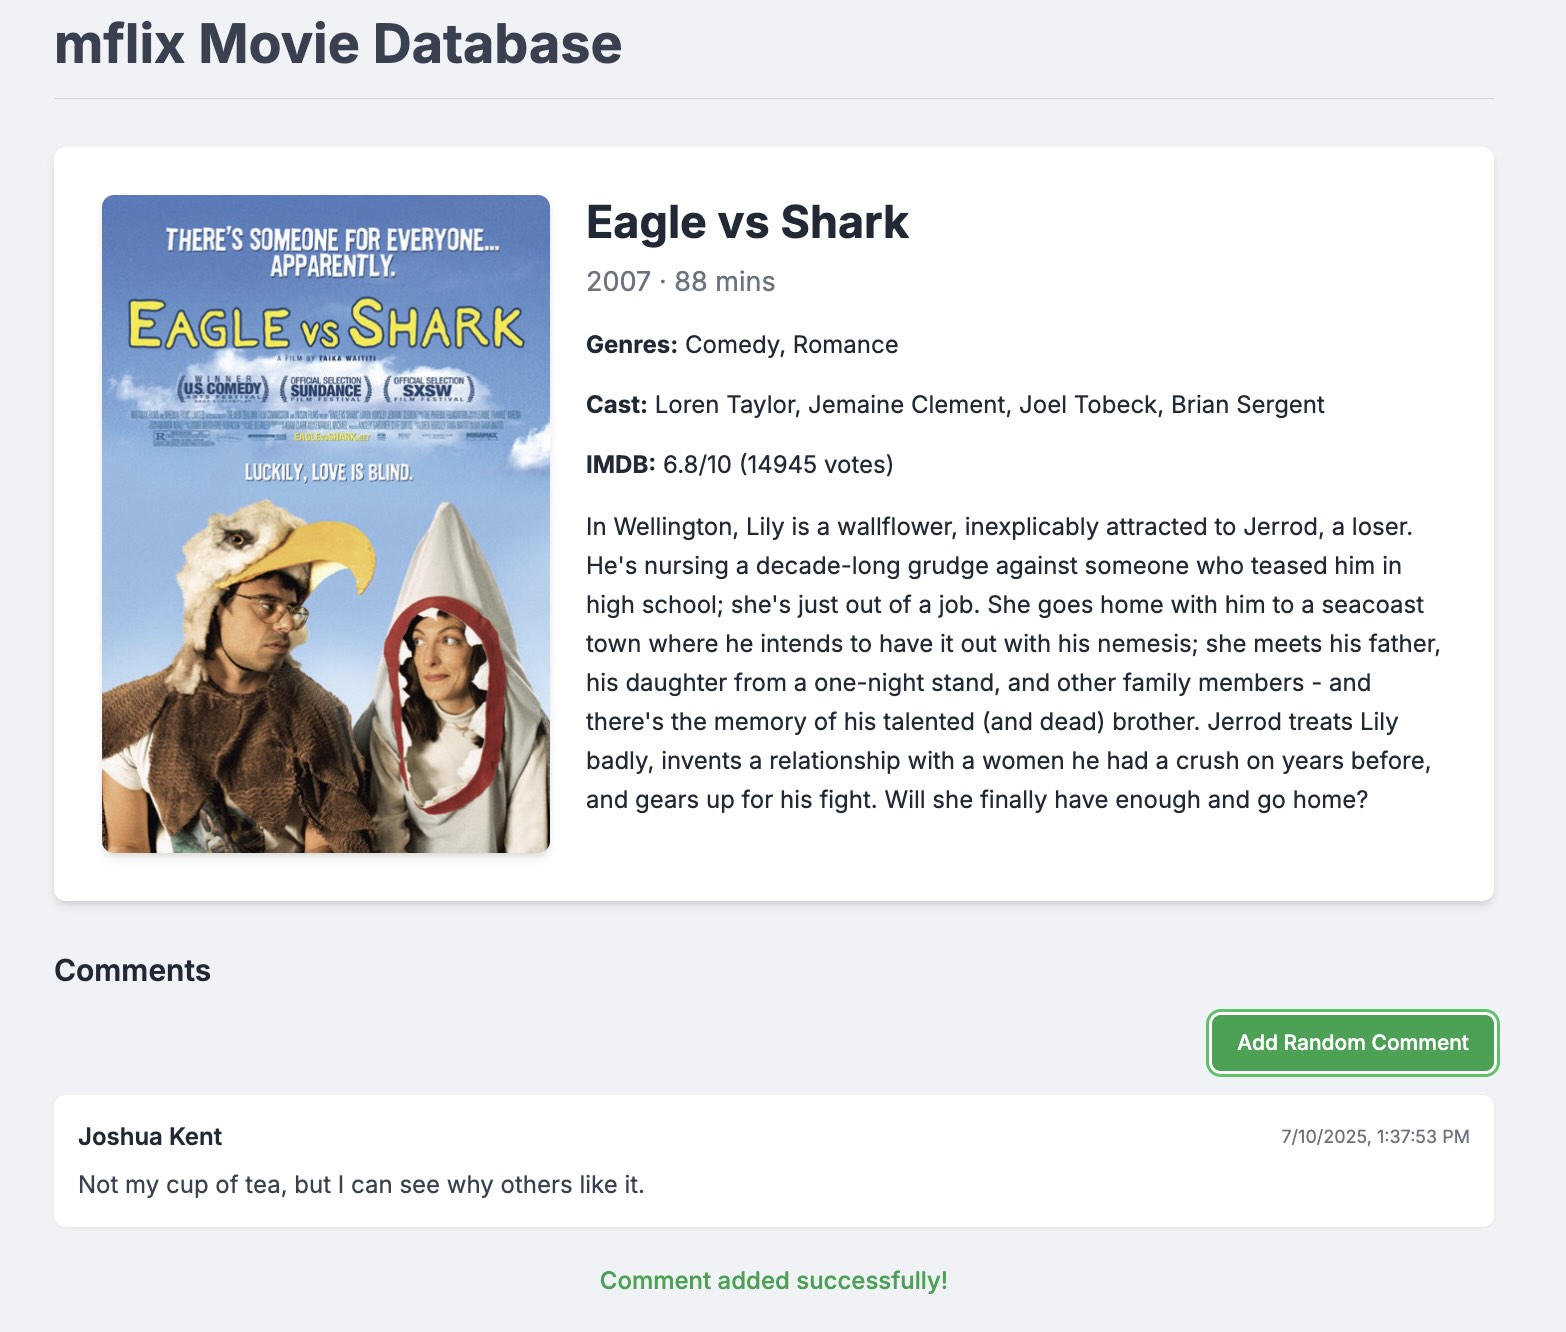 mflix Movie Database
THERE'S SOMEONE FOR EVERYONE...
APPARENTLY.
EAGLE VS SHARK
A FILM BY TAIKA WAITITI
WINNER
U.S. COMEDY
ARTS FESTIVAL
OFFICIAL SELECTION
SUNDANCE
FILM FESTIVAL
OFFICIAL SELECTION
SXSW
FILM FESTIVAL
R
MIRAMAX
LUCKILY, LOVE IS BLIND.
Eagle vs Shark
2007 · 88 mins
Genres: Comedy, Romance
Cast: Loren Taylor, Jemaine Clement, Joel Tobeck, Brian Sergent
IMDB: 6.8/10 (14945 votes)
In Wellington, Lily is a wallflower, inexplicably attracted to Jerrod, a loser.
He's nursing a decade-long grudge against someone who teased him in
high school; she's just out of a job. She goes home with him to a seacoast
town where he intends to have it out with his nemesis; she meets his father,
his daughter from a one-night stand, and other family members - and
there's the memory of his talented (and dead) brother. Jerrod treats Lily
badly, invents a relationship with a women he had a crush on years before,
and gears up for his fight. Will she finally have enough and go home?
Comments
Add Random Comment
Joshua Kent
7/10/2025, 1:37:53 PM
Not my cup of tea, but I can see why others like it.
Comment added successfully!